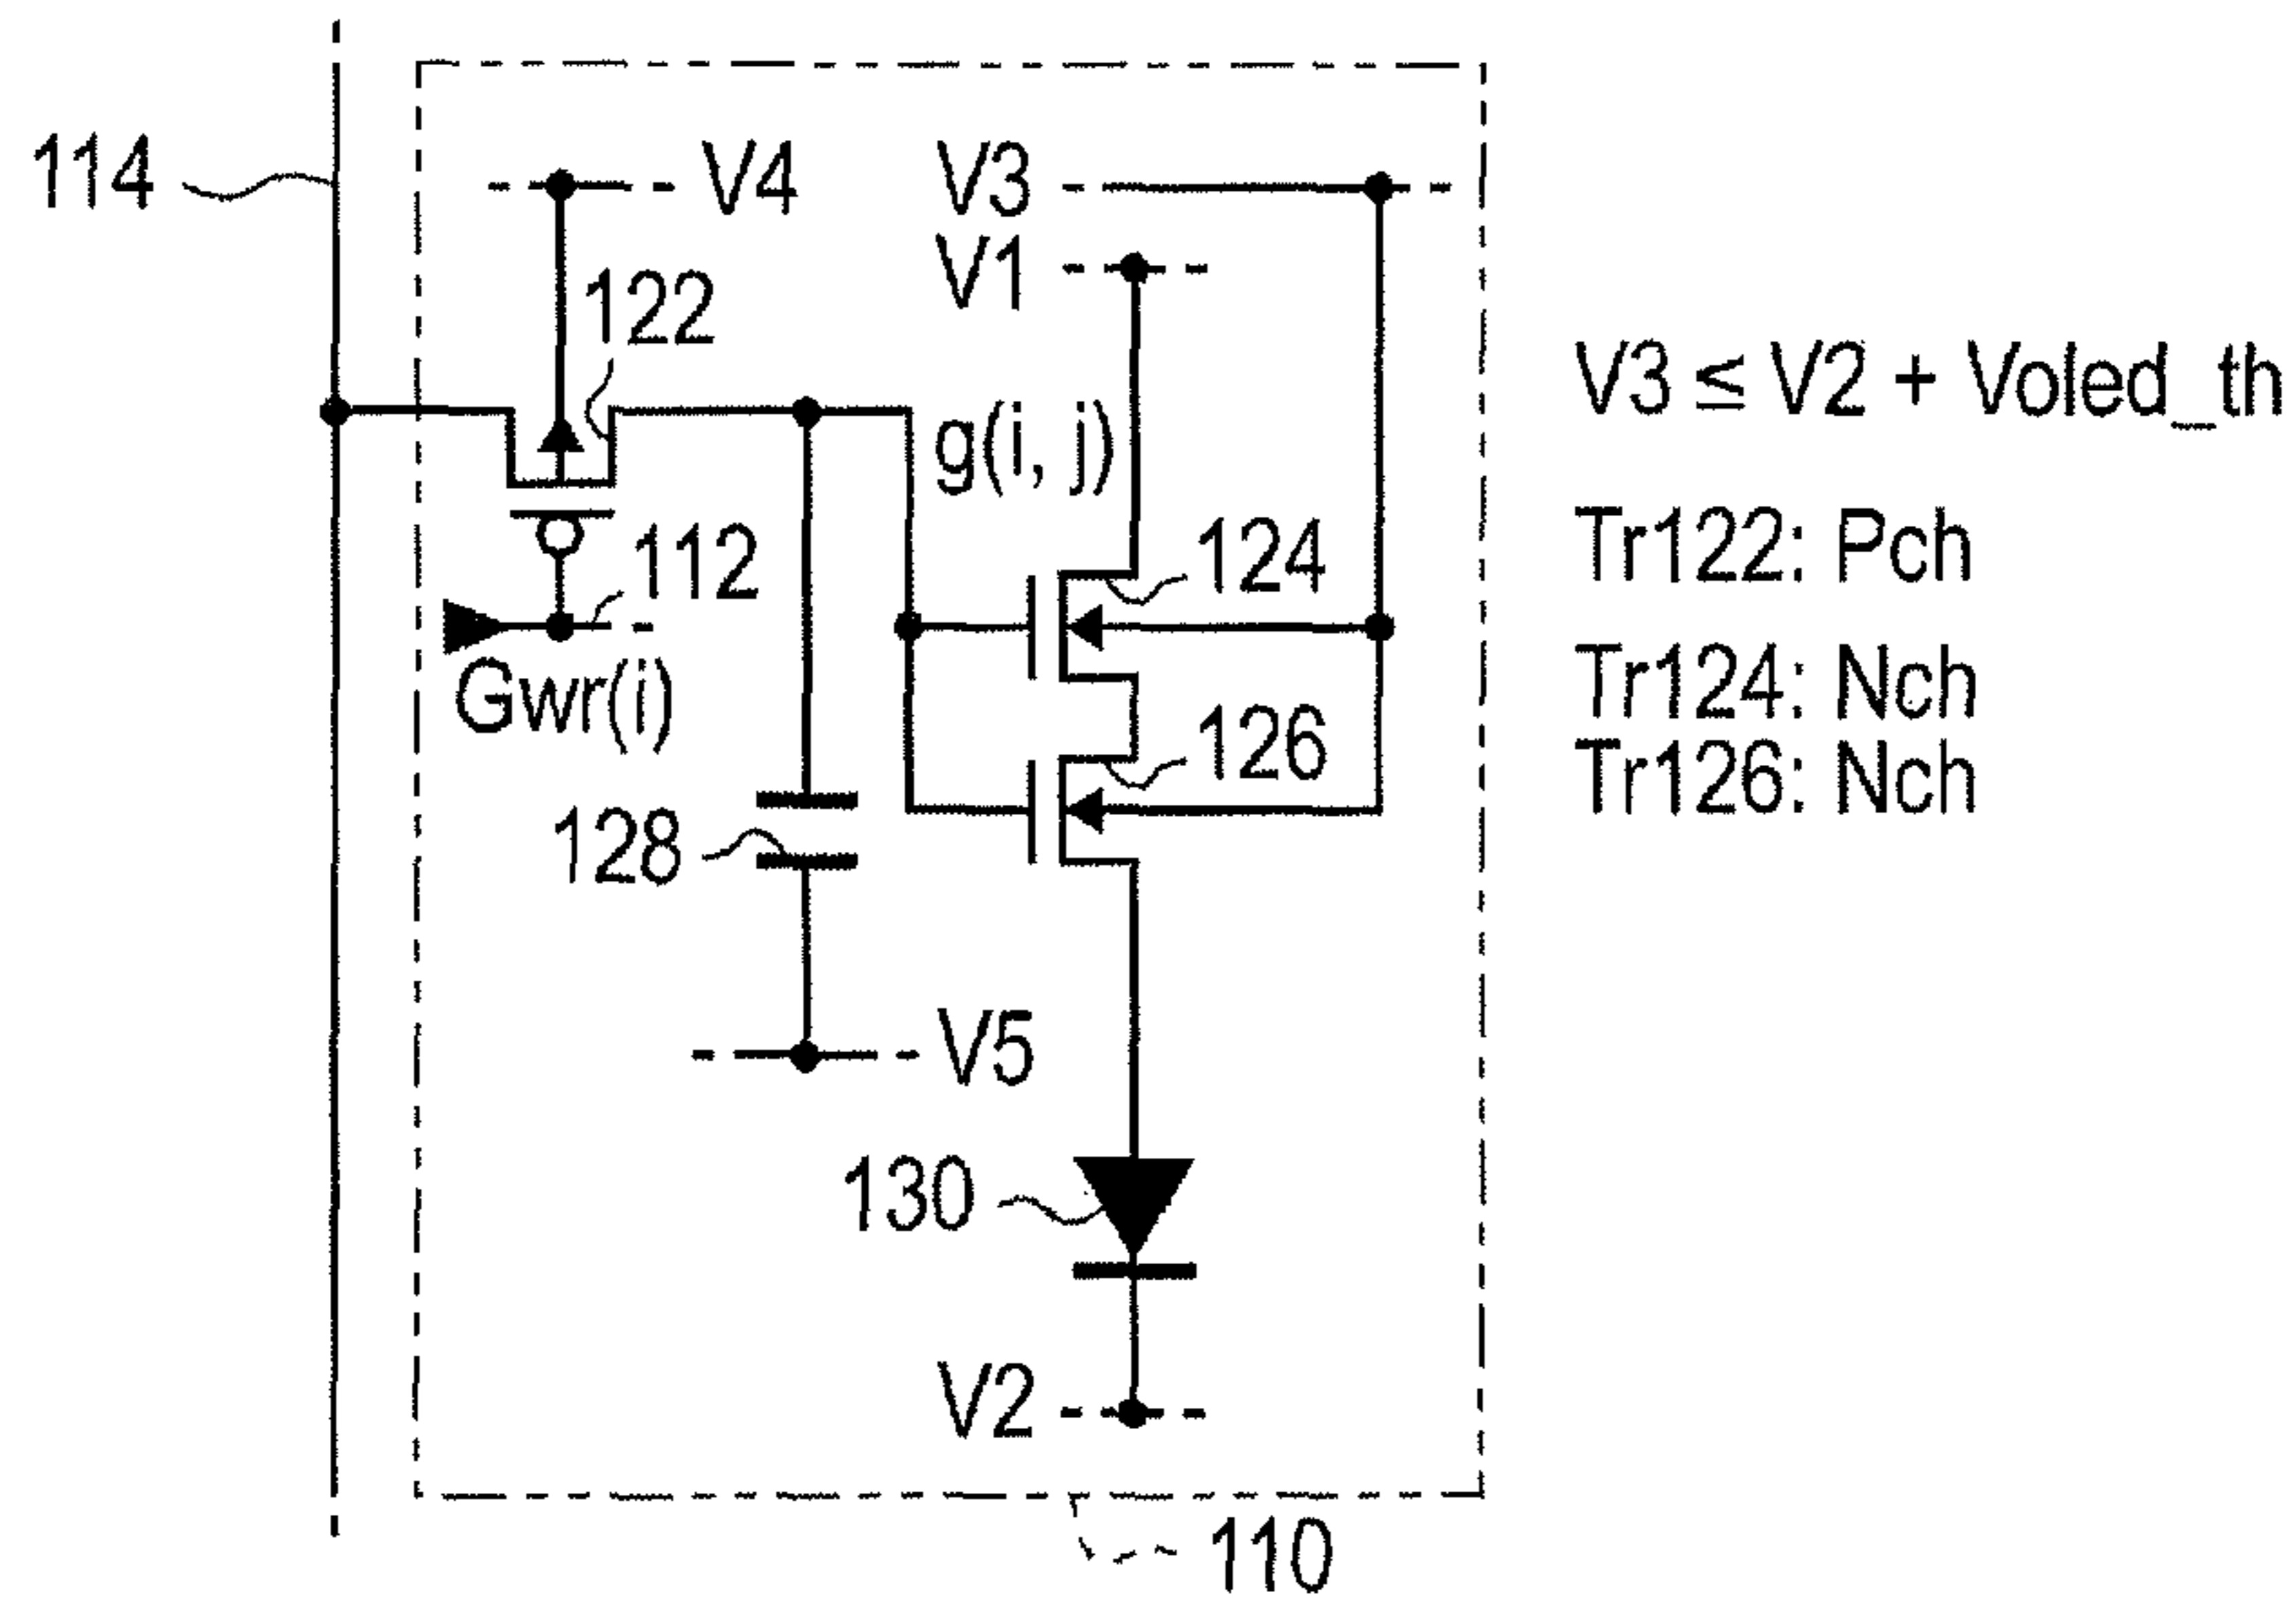 114
V4
V3
V1
122
g(i, j)
V3 ≤ V2 + Voled_th
112
124
Tr122: Pch
Gwr(i)
Tr124: Nch
126
Tr126: Nch
128
V5
130
V2
110